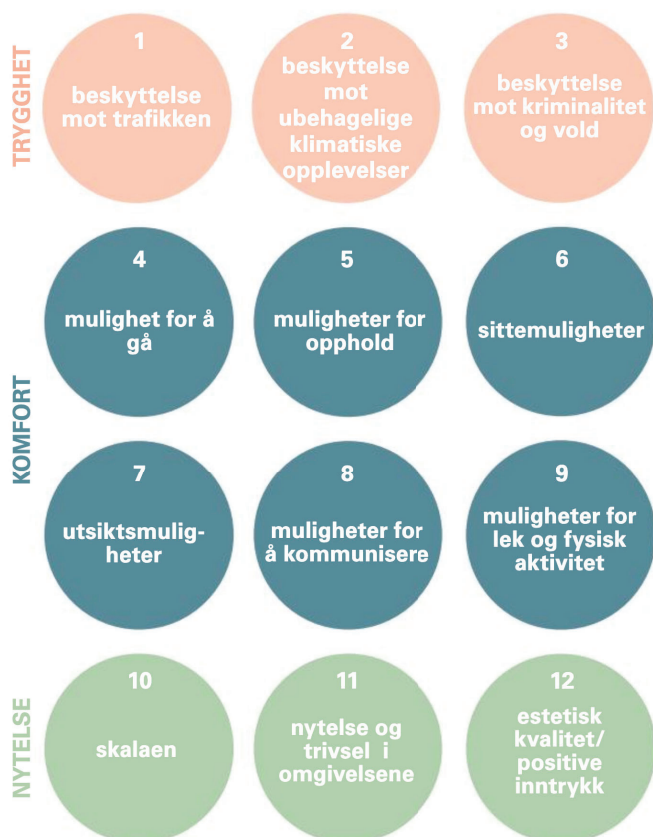 TRYGGHET
1
beskyttelse
mot trafikken
2
beskyttelse
mot
ubehagelige
klimatiske
opplevelser
3
beskyttelse
mot kriminalitet
og vold
KOMFORT
4
mulighet for å
gå
5
muligheter for
opphold
6
sittemuligheter
7
utsiktsmulig-
heter
8
muligheter for
å kommunisere
9
muligheter for
lek og fysisk
aktivitet
NYTELSE
10
skalaen
11
nytelse og
trivsel i
omgivelsene
12
estetisk
kvalitet/
positive
inntrykk